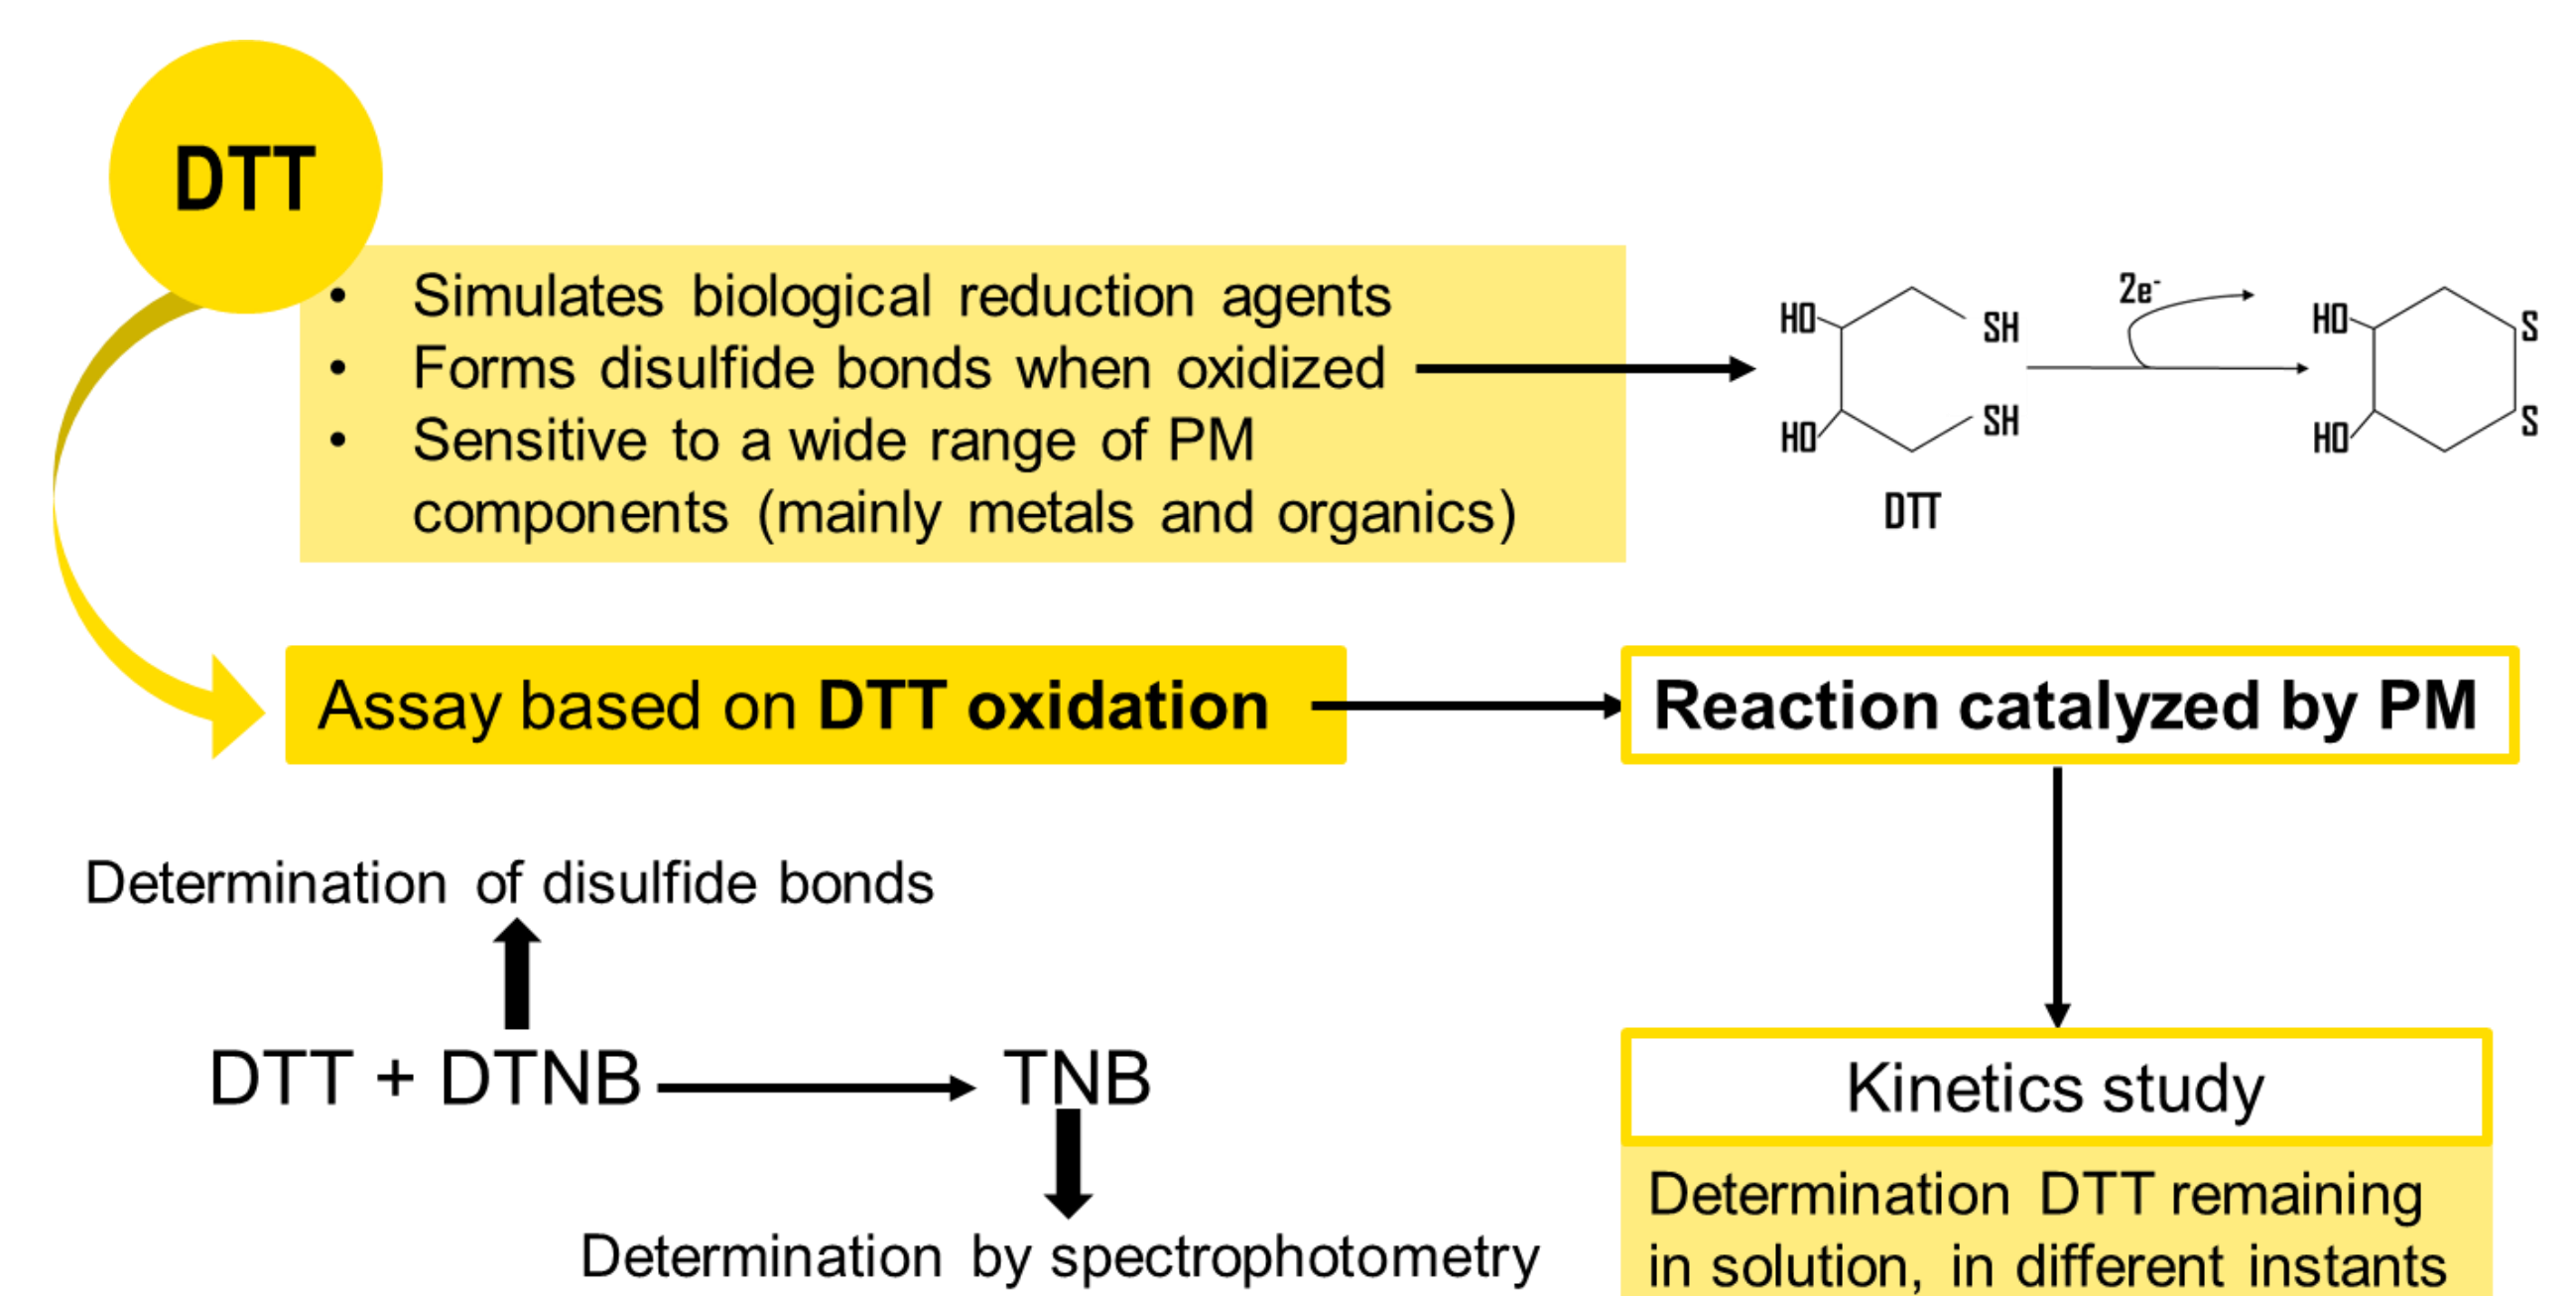 DTT
• Simulates biological reduction agents
• Forms disulfide bonds when oxidized
• Sensitive to a wide range of PM
components (mainly metals and organics)
HO
SH
HO
SH
DTT
2e-
HO
S
HO
S
Assay based on DTT oxidation
Reaction catalyzed by PM
Determination of disulfide bonds
DTT + DTNB
TNB
Determination by spectrophotometry
Kinetics study
Determination DTT remaining
in solution, in different instants